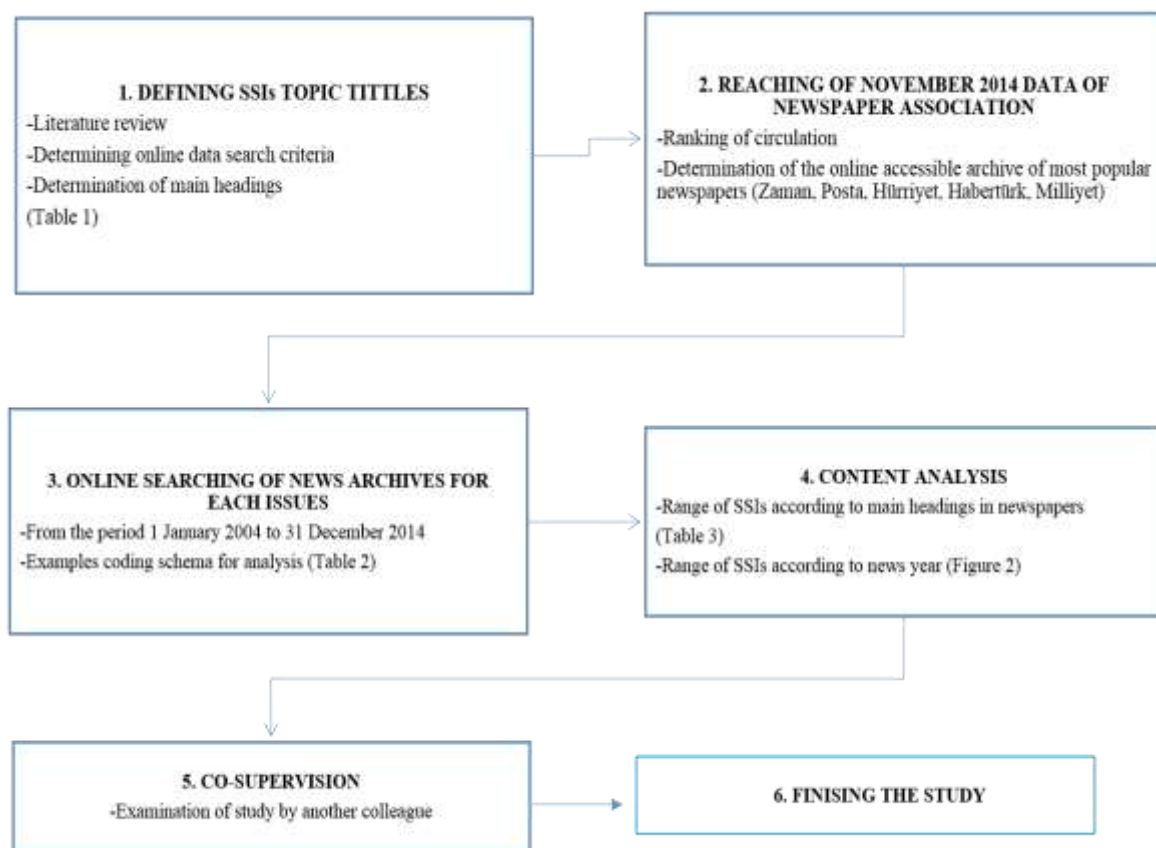 1. DEFINING SSIs TOPIC TITTLES
-Literature review
-Determining online data search criteria
-Determination of main headings
(Table 1)
2. REACHING OF NOVEMBER 2014 DATA OF
NEWSPAPER ASSOCIATION
-Ranking of circulation
-Determination of the online accessible archive of most popular
newspapers (Zaman, Posta, Hürriyet, Habertürk, Milliyet)
3. ONLINE SEARCHING OF NEWS ARCHIVES FOR
EACH ISSUES
-From the period 1 January 2004 to 31 December 2014
-Examples coding schema for analysis (Table 2)
4. CONTENT ANALYSIS
-Range of SSIs according to main headings in newspapers
(Table 3)
-Range of SSIs according to news year (Figure 2)
5. CO-SUPERVISION
-Examination of study by another colleague
6. FINISING THE STUDY